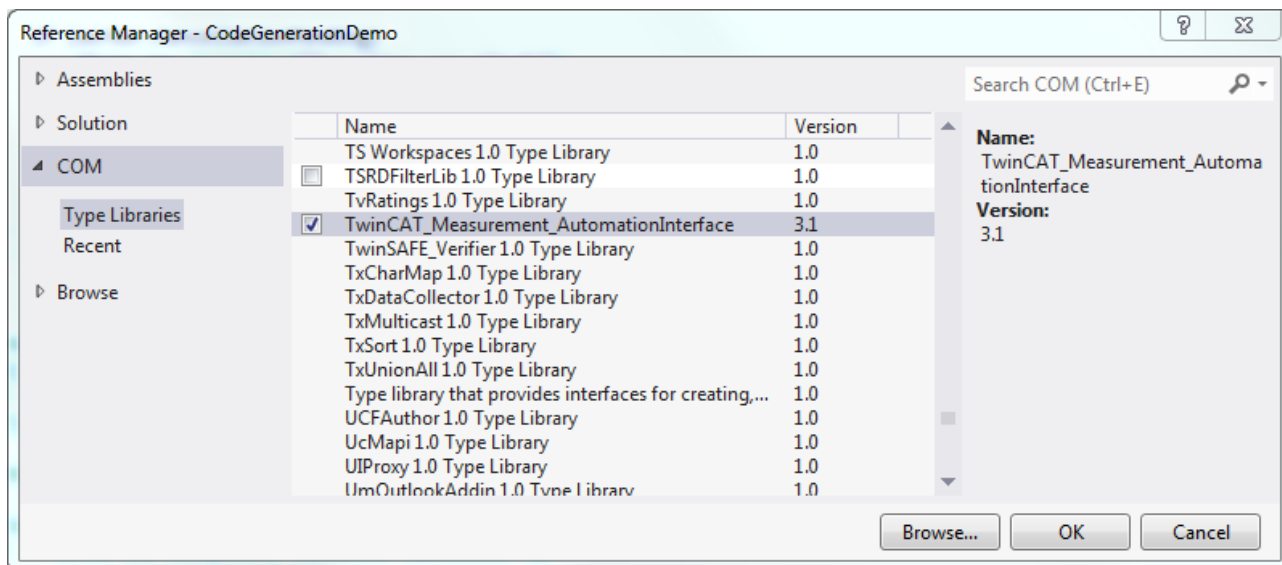 Reference Manager - CodeGenerationDemo
Assemblies
Solution
COM
Type Libraries
Recent
Browse
Name Version
TS Workspaces 1.0 Type Library 1.0
TSRDFilterLib 1.0 Type Library 1.0
TvRatings 1.0 Type Library 1.0
TwinCAT_Measurement_AutomationInterface 3.1
TwinSAFE_Verifier 1.0 Type Library 1.0
TxCharMap 1.0 Type Library 1.0
TxDataCollector 1.0 Type Library 1.0
TxMulticast 1.0 Type Library 1.0
TxSort 1.0 Type Library 1.0
TxUnionAll 1.0 Type Library 1.0
Type library that provides interfaces for creating,... 1.0
UCFAuthor 1.0 Type Library 1.0
UcMapi 1.0 Type Library 1.0
UIProxy 1.0 Type Library 1.0
UmOutlookAddin 1.0 Type Library 1.0
Search COM (Ctrl+E)
Name:
TwinCAT_Measurement_Automa
tionInterface
Version:
3.1
Browse... OK Cancel